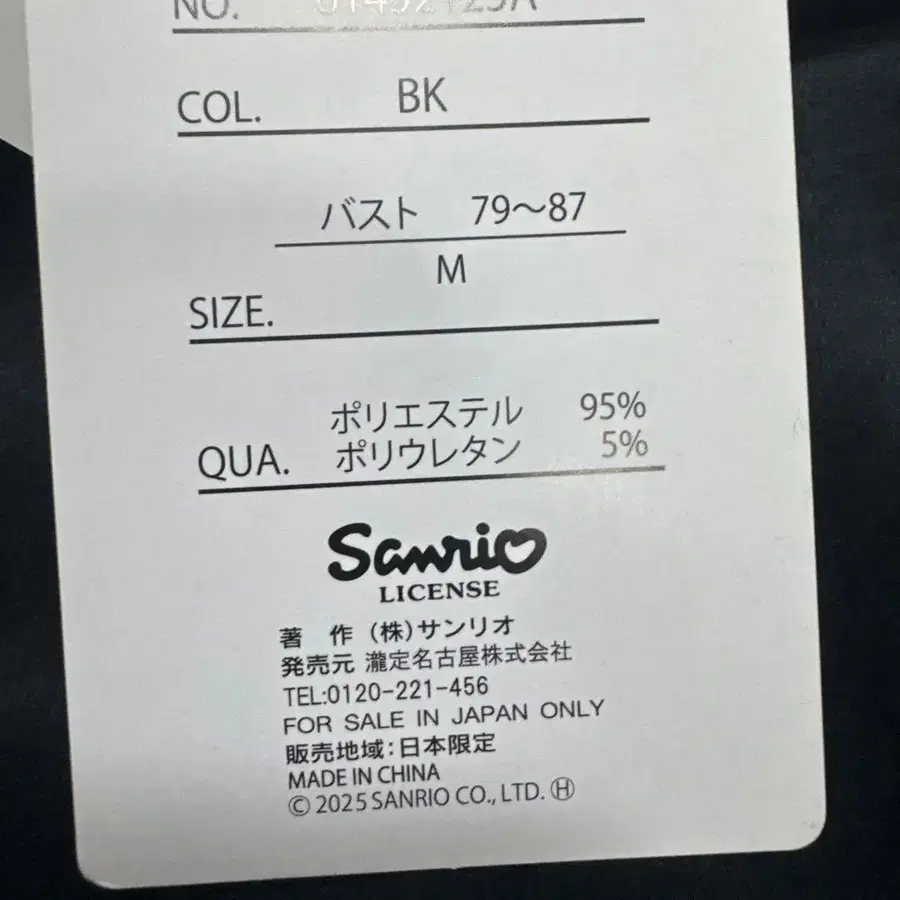 NO.
COL. BK
バスト 79〜87
M
SIZE.
ポリエステル 95%
QUA. ポリウレタン 5%
Sanrio
LICENSE
著 作 (株)サンリオ
発売元 瀧定名古屋株式会社
TEL:0120-221-456
FOR SALE IN JAPAN ONLY
販売地域:日本限定
MADE IN CHINA
© 2025 SANRIO CO., LTD. Ⓗ